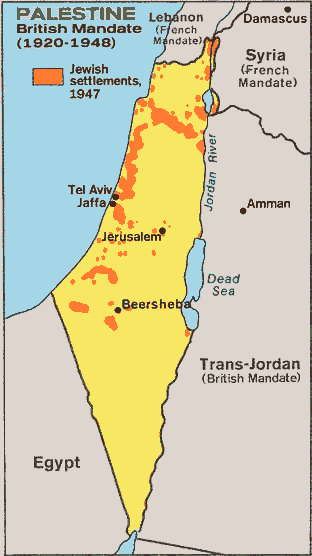 PALESTINE
British Mandate
(1920-1948)
Jewish
settlements,
1947
Lebanon
(French
Mandate)
Damascus
Syria
(French
Mandate)
Jordan River
Tel Aviv
Jaffa
Amman
Jerusalem
Dead
Sea
Beersheba
Trans-Jordan
(British Mandate)
Egypt